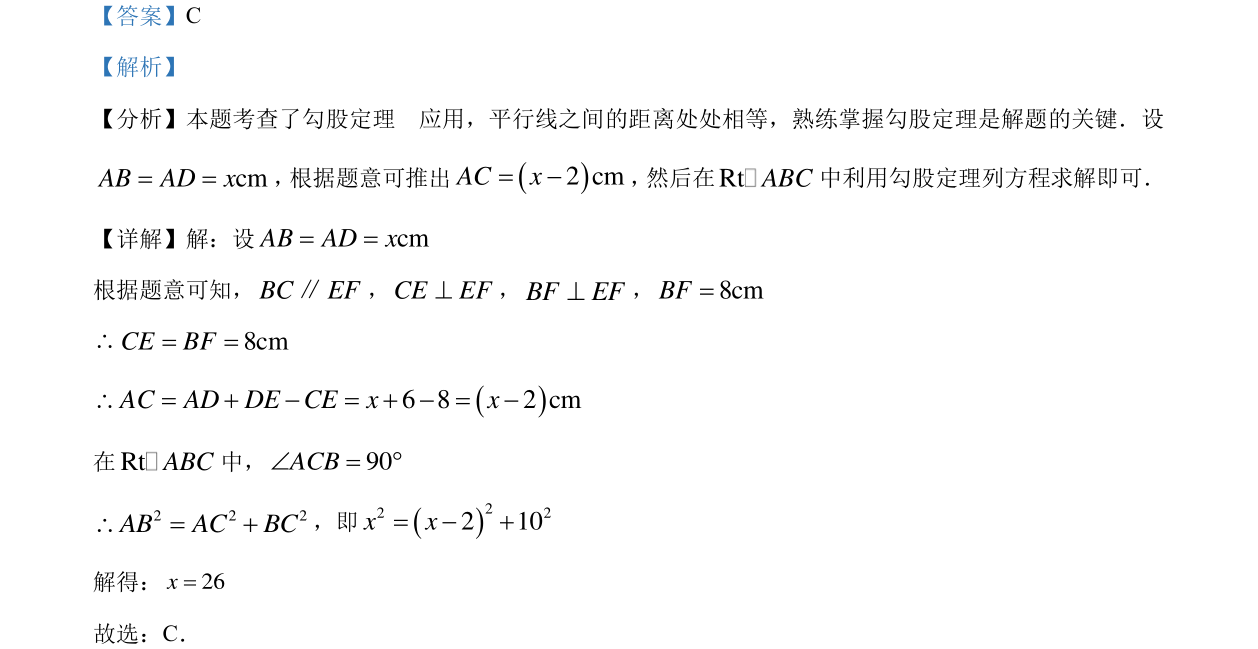 【答案】C
【解析】
【分析】本题考查了勾股定理 应用，平行线之间的距离处处相等，熟练掌握勾股定理是解题的关键．设
AB = AD = xcm，根据题意可推出 AC = (x − 2)cm，然后在Rt□ABC 中利用勾股定理列方程求解即可．
【详解】解：设 AB = AD = xcm
根据题意可知， BC // EF， CE ⊥ EF， BF ⊥ EF， BF = 8cm
∴ CE = BF = 8cm
∴ AC = AD + DE − CE = x + 6 − 8 = (x − 2)cm
在Rt□ABC 中， ∠ACB = 90°
∴ AB² = AC² + BC²，即 x² = (x − 2)² + 10²
解得： x = 26
故选：C．